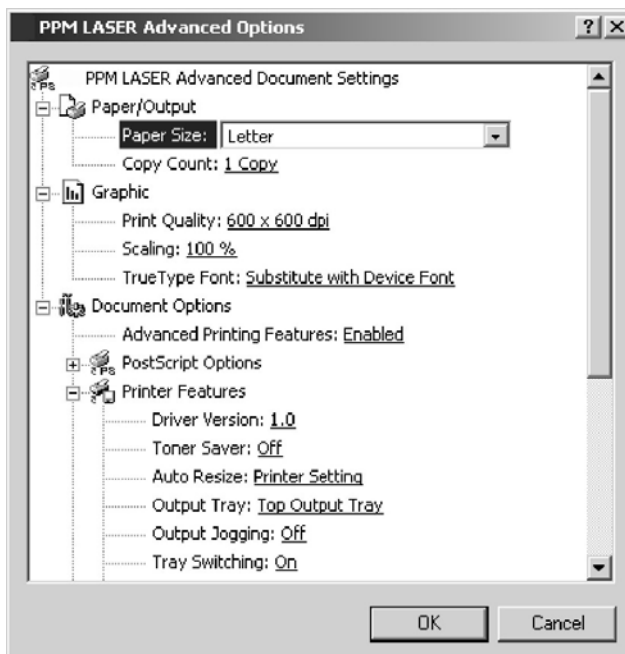 PPM LASER Advanced Options
PPM LASER Advanced Document Settings
Paper/Output
Paper Size: Letter
Copy Count: 1 Copy
Graphic
Print Quality: 600 x 600 dpi
Scaling: 100 %
TrueType Font: Substitute with Device Font
Document Options
Advanced Printing Features: Enabled
PostScript Options
Printer Features
Driver Version: 1.0
Toner Saver: Off
Auto Resize: Printer Setting
Output Tray: Top Output Tray
Output Jogging: Off
Tray Switching: On
OK Cancel